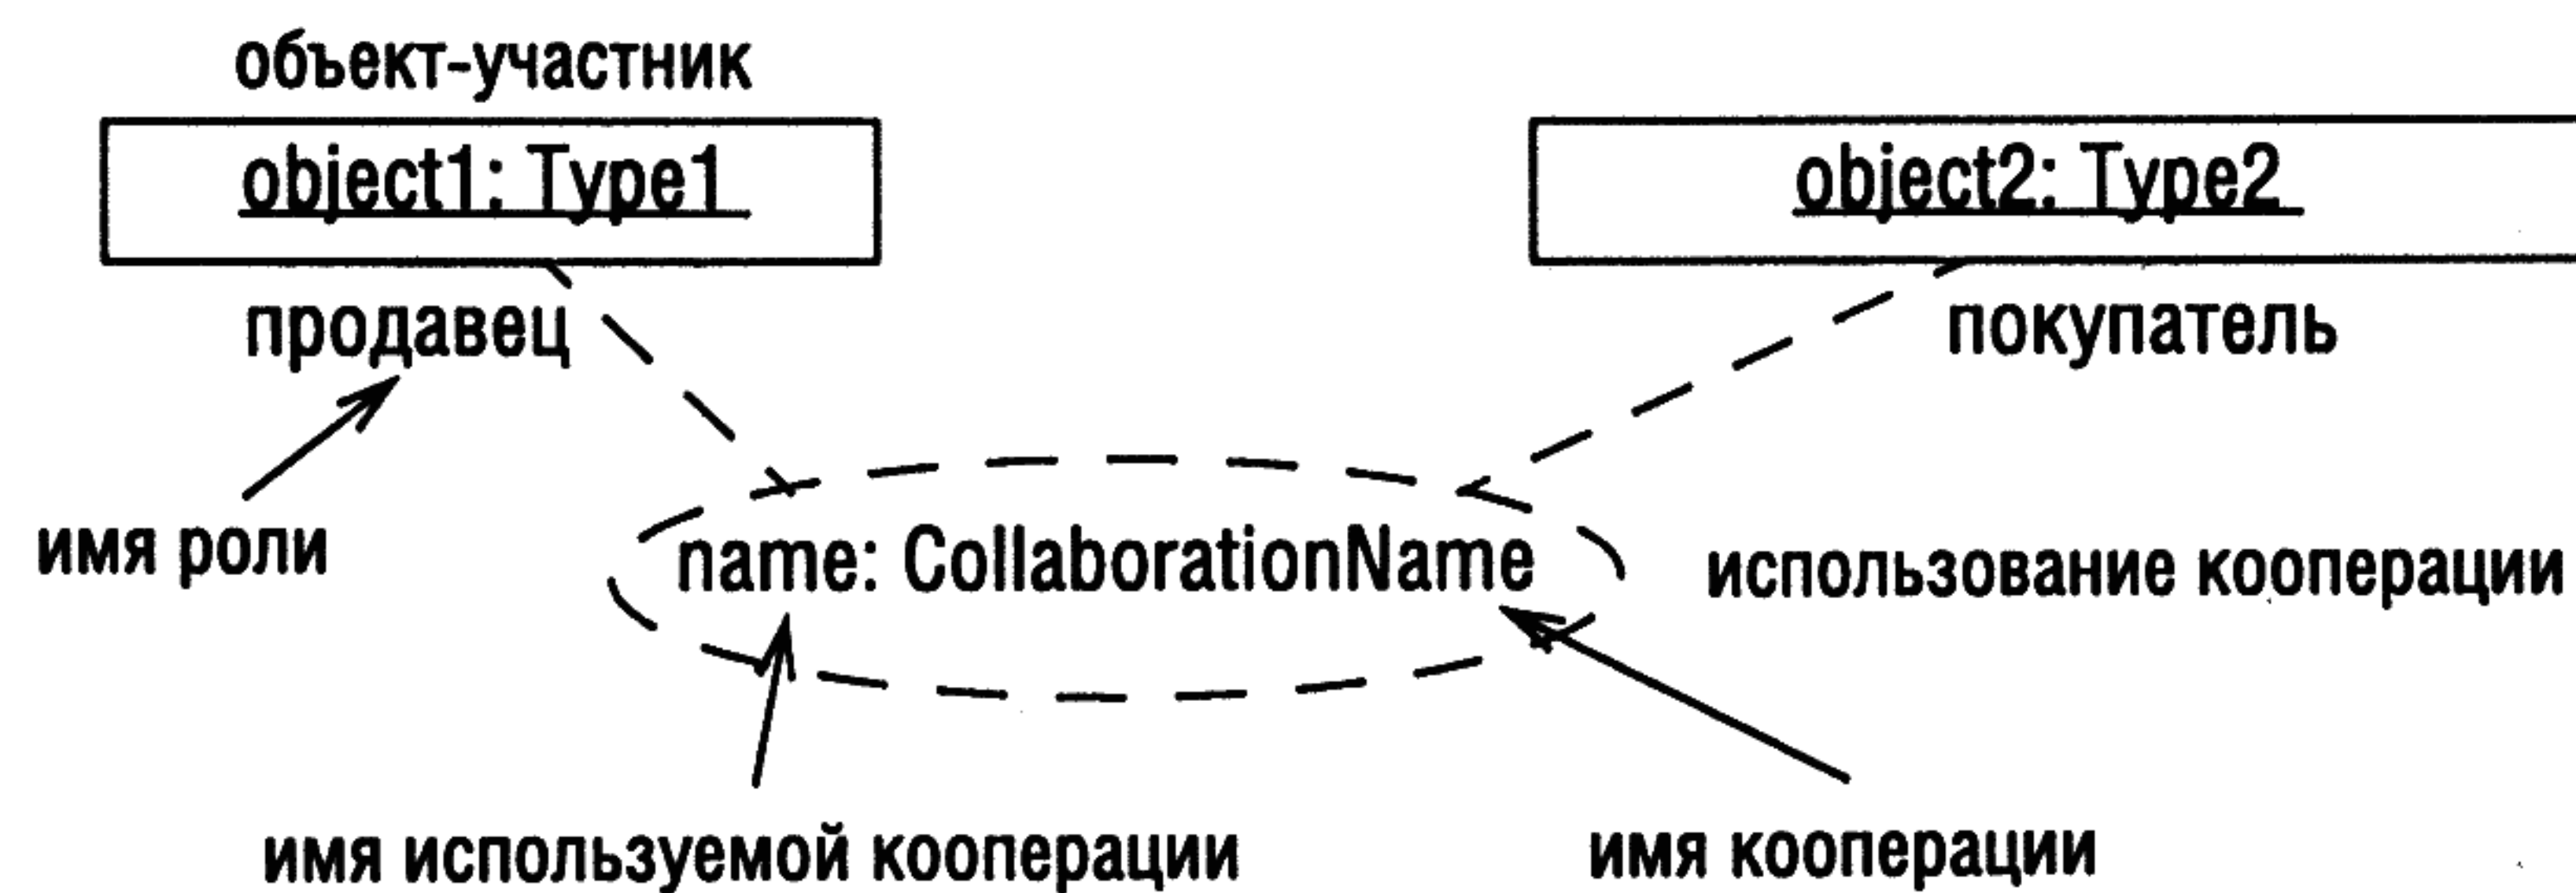 объект-участник
object1: Type1
object2: Type2
продавец
покупатель
имя роли
name: CollaborationName
использование кооперации
имя используемой кооперации
имя кооперации